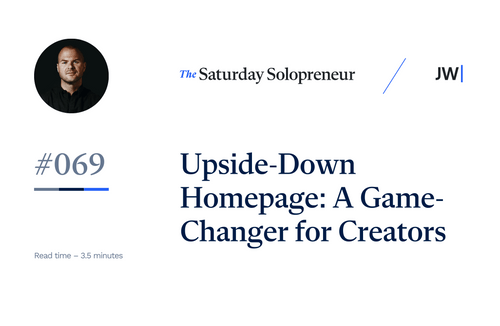 The Saturday Solopreneur
JW
#069
Upside-Down
Homepage: A Game-
Changer for Creators
Read time – 3.5 minutes